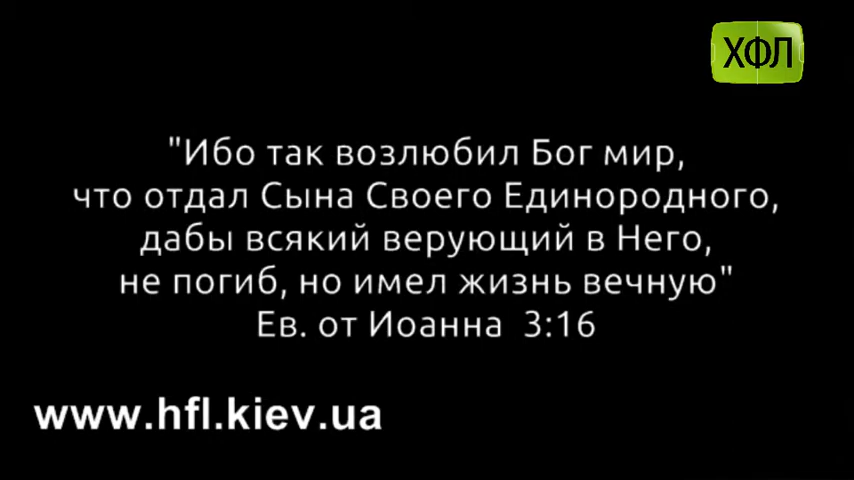 ХФЛ
"Ибо так возлюбил Бог мир,
что отдал Сына Своего Единородного,
дабы всякий верующий в Него,
не погиб, но имел жизнь вечную"
Ев. от Иоанна 3:16
www.hfl.kiev.ua